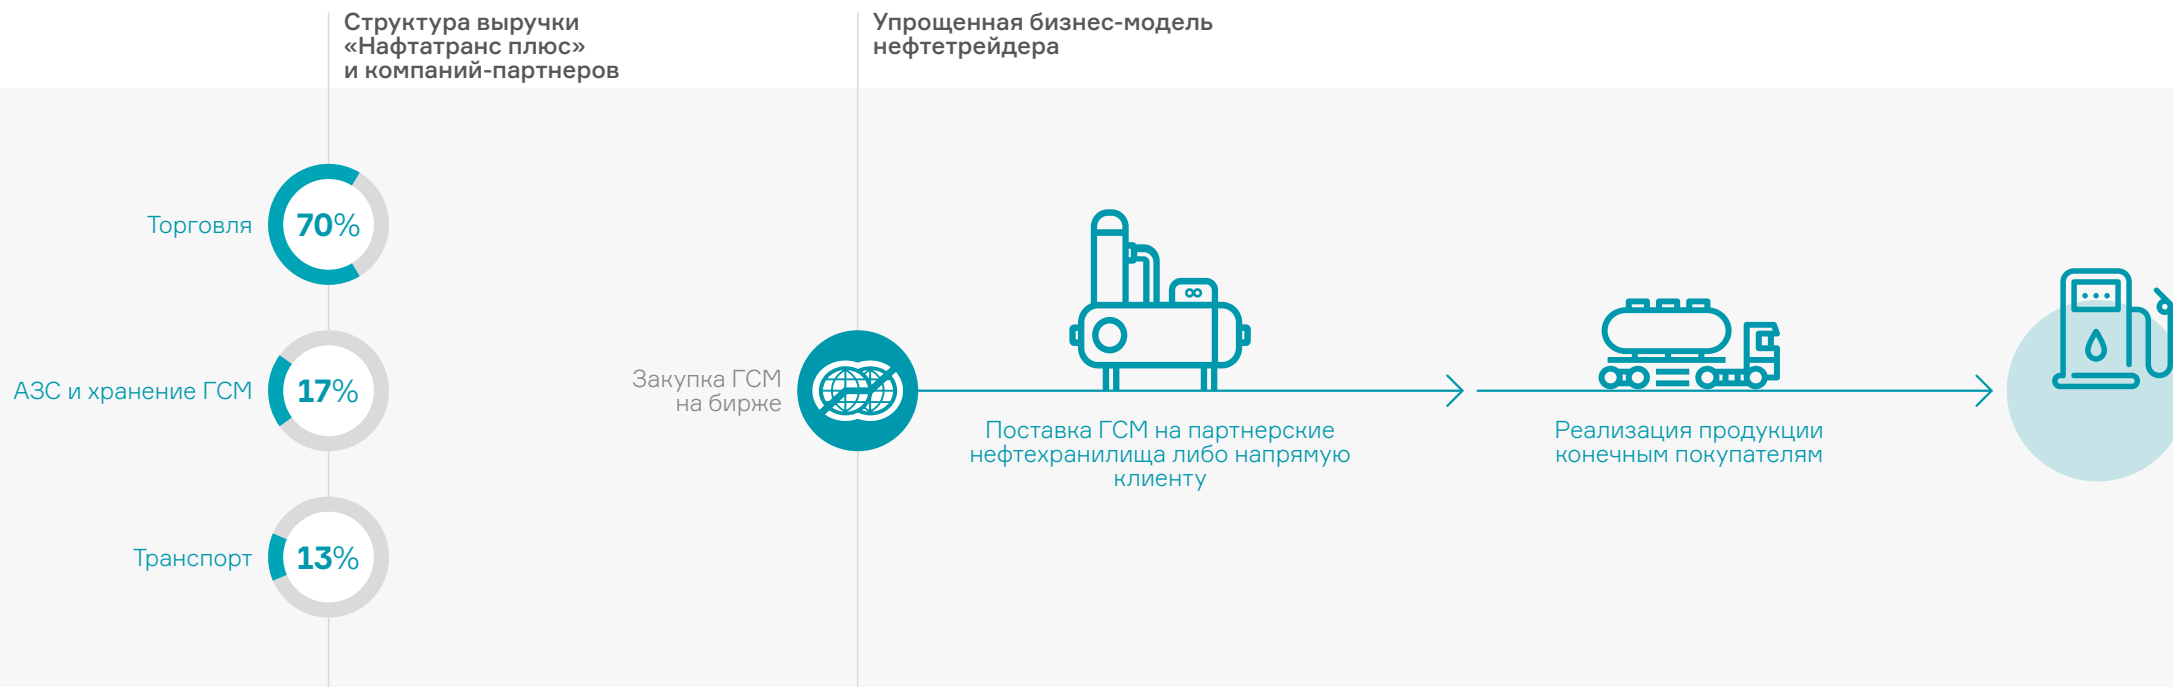 Структура выручки
«Нафтатранс плюс»
и компаний-партнеров
Торговля
70%
АЗС и хранение ГСМ
17%
Транспорт
13%
Упрощенная бизнес-модель
нефтетрейдера
Закупка ГСМ
на бирже
Поставка ГСМ на партнерские
нефтехранилища либо напрямую
клиенту
Реализация продукции
конечным покупателям